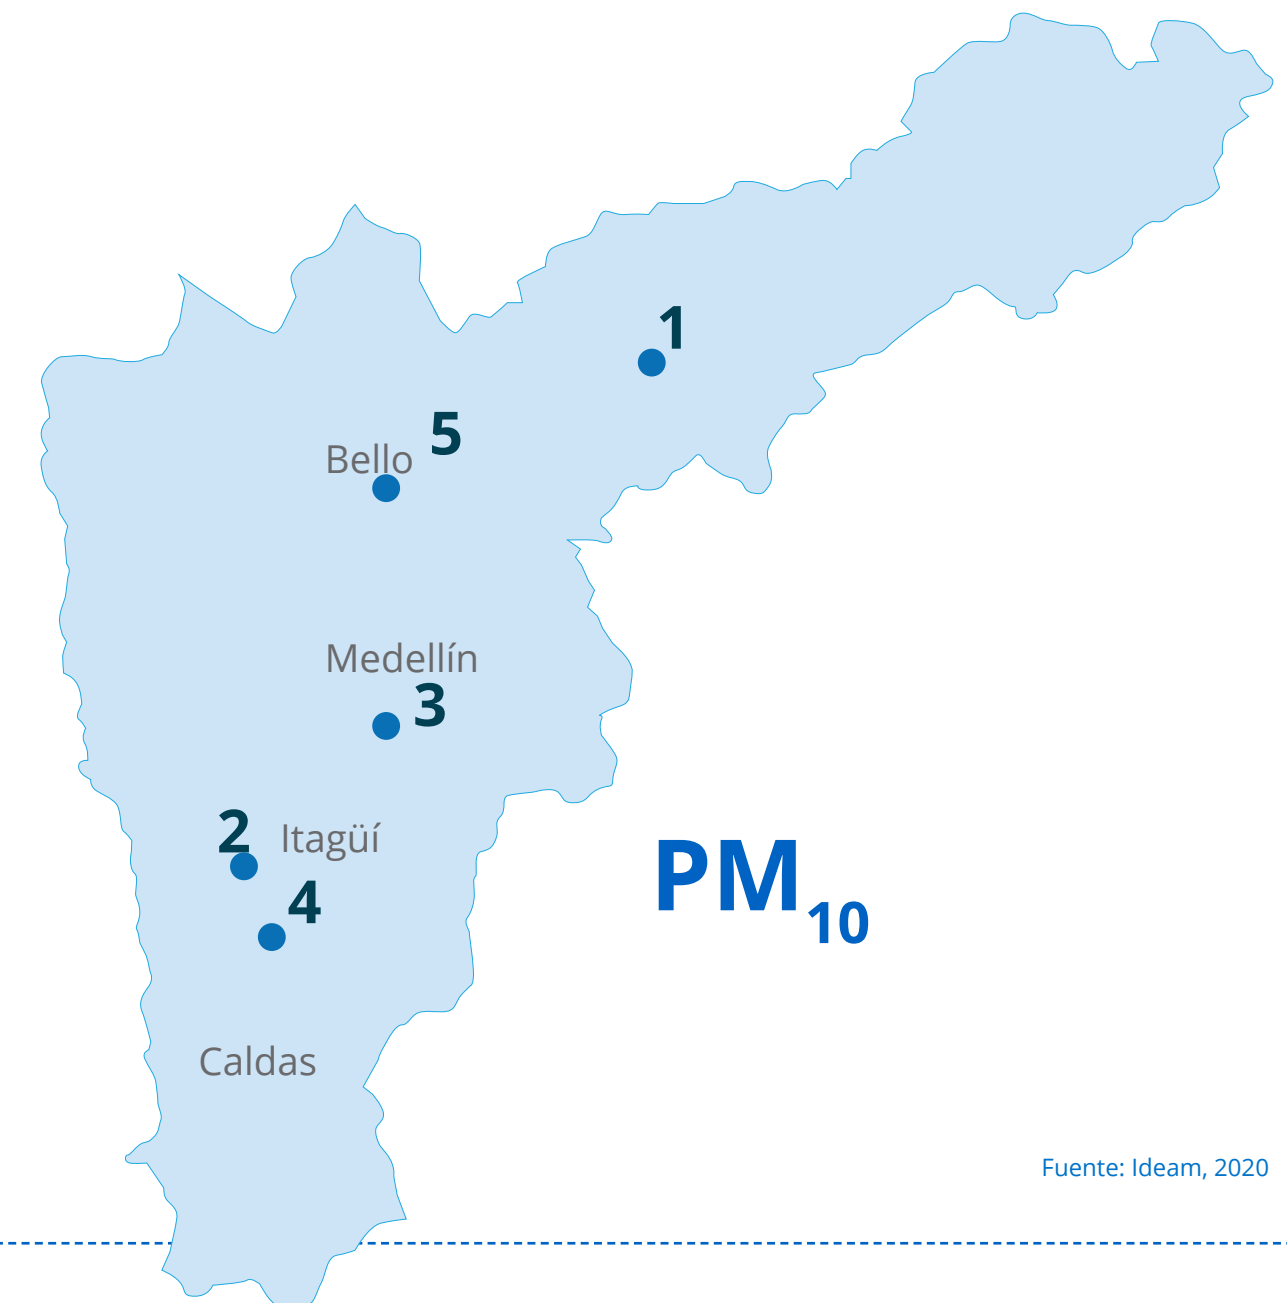 1
5
Bello
Medellín
3
2
Itagüí
4
PM10
Caldas
Fuente: Ideam, 2020